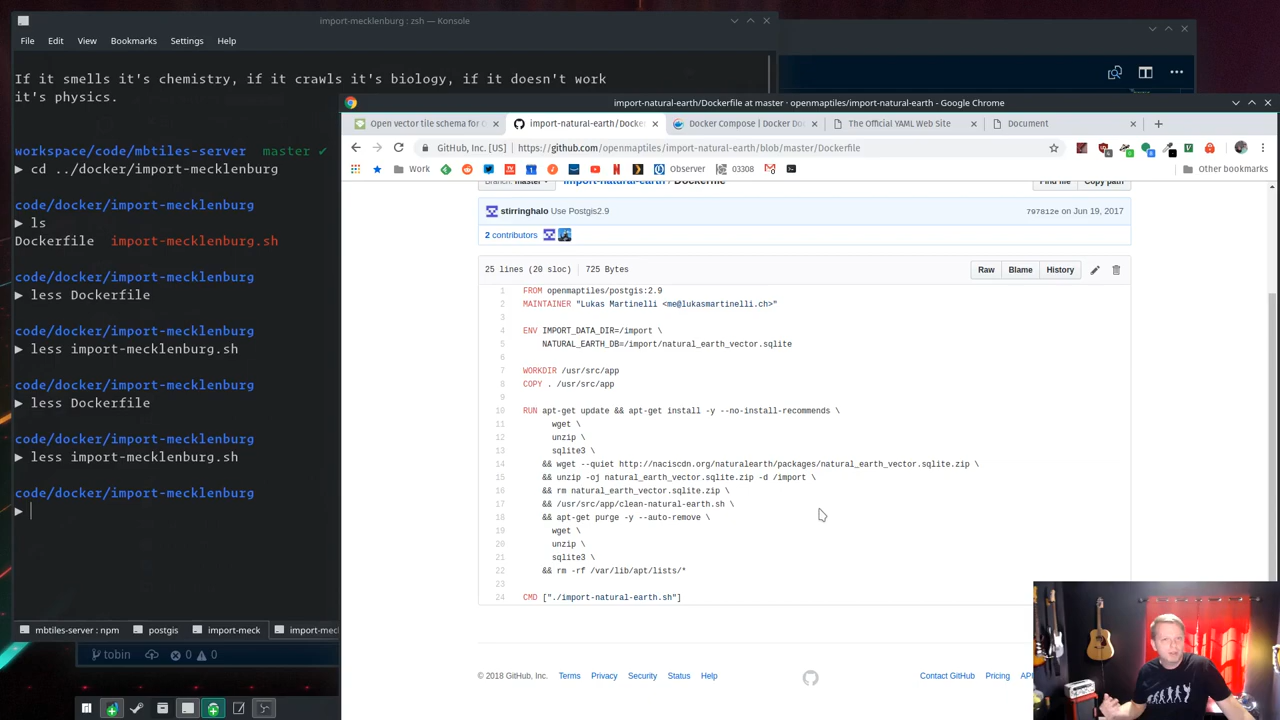 import-mecklenburg : zsh — Konsole
File Edit View Bookmarks Settings Help
If it smells it's chemistry, if it crawls it's biology, if it doesn't work
it's physics.
workspace/code/mbtiles-server master ✔
▶ cd ../docker/import-mecklenburg
code/docker/import-mecklenburg
▶ ls
Dockerfile import-mecklenburg.sh
code/docker/import-mecklenburg
▶ less Dockerfile
code/docker/import-mecklenburg
▶ less import-mecklenburg.sh
code/docker/import-mecklenburg
▶ less Dockerfile
code/docker/import-mecklenburg
▶ less import-mecklenburg.sh
code/docker/import-mecklenburg
▶
mbtiles-server : npm postgis import-meck import-mec
tobin 0 0
import-natural-earth/Dockerfile at master · openmaptiles/import-natural-earth - Google Chrome
Open vector tile schema for O import-natural-earth/Docke Docker Compose | Docker Do The Official YAML Web Site Document
GitHub, Inc. [US] https://github.com/openmaptiles/import-natural-earth/blob/master/Dockerfile
Work Observer 03308 Other bookmarks
Branch: master import-natural-earth / Dockerfile Find file Copy path
stirringhalo Use Postgis2.9 797812e on Jun 19, 2017
2 contributors
25 lines (20 sloc) 725 Bytes Raw Blame History
1 FROM openmaptiles/postgis:2.9
2 MAINTAINER "Lukas Martinelli <me@lukasmartinelli.ch>"
3
4 ENV IMPORT_DATA_DIR=/import \
5 NATURAL_EARTH_DB=/import/natural_earth_vector.sqlite
6
7 WORKDIR /usr/src/app
8 COPY . /usr/src/app
9
10 RUN apt-get update && apt-get install -y --no-install-recommends \
11 wget \
12 unzip \
13 sqlite3 \
14 && wget --quiet http://naciscdn.org/naturalearth/packages/natural_earth_vector.sqlite.zip \
15 && unzip -oj natural_earth_vector.sqlite.zip -d /import \
16 && rm natural_earth_vector.sqlite.zip \
17 && /usr/src/app/clean-natural-earth.sh \
18 && apt-get purge -y --auto-remove \
19 wget \
20 unzip \
21 sqlite3 \
22 && rm -rf /var/lib/apt/lists/*
23
24 CMD ["./import-natural-earth.sh"]
© 2018 GitHub, Inc. Terms Privacy Security Status Help Contact GitHub Pricing API